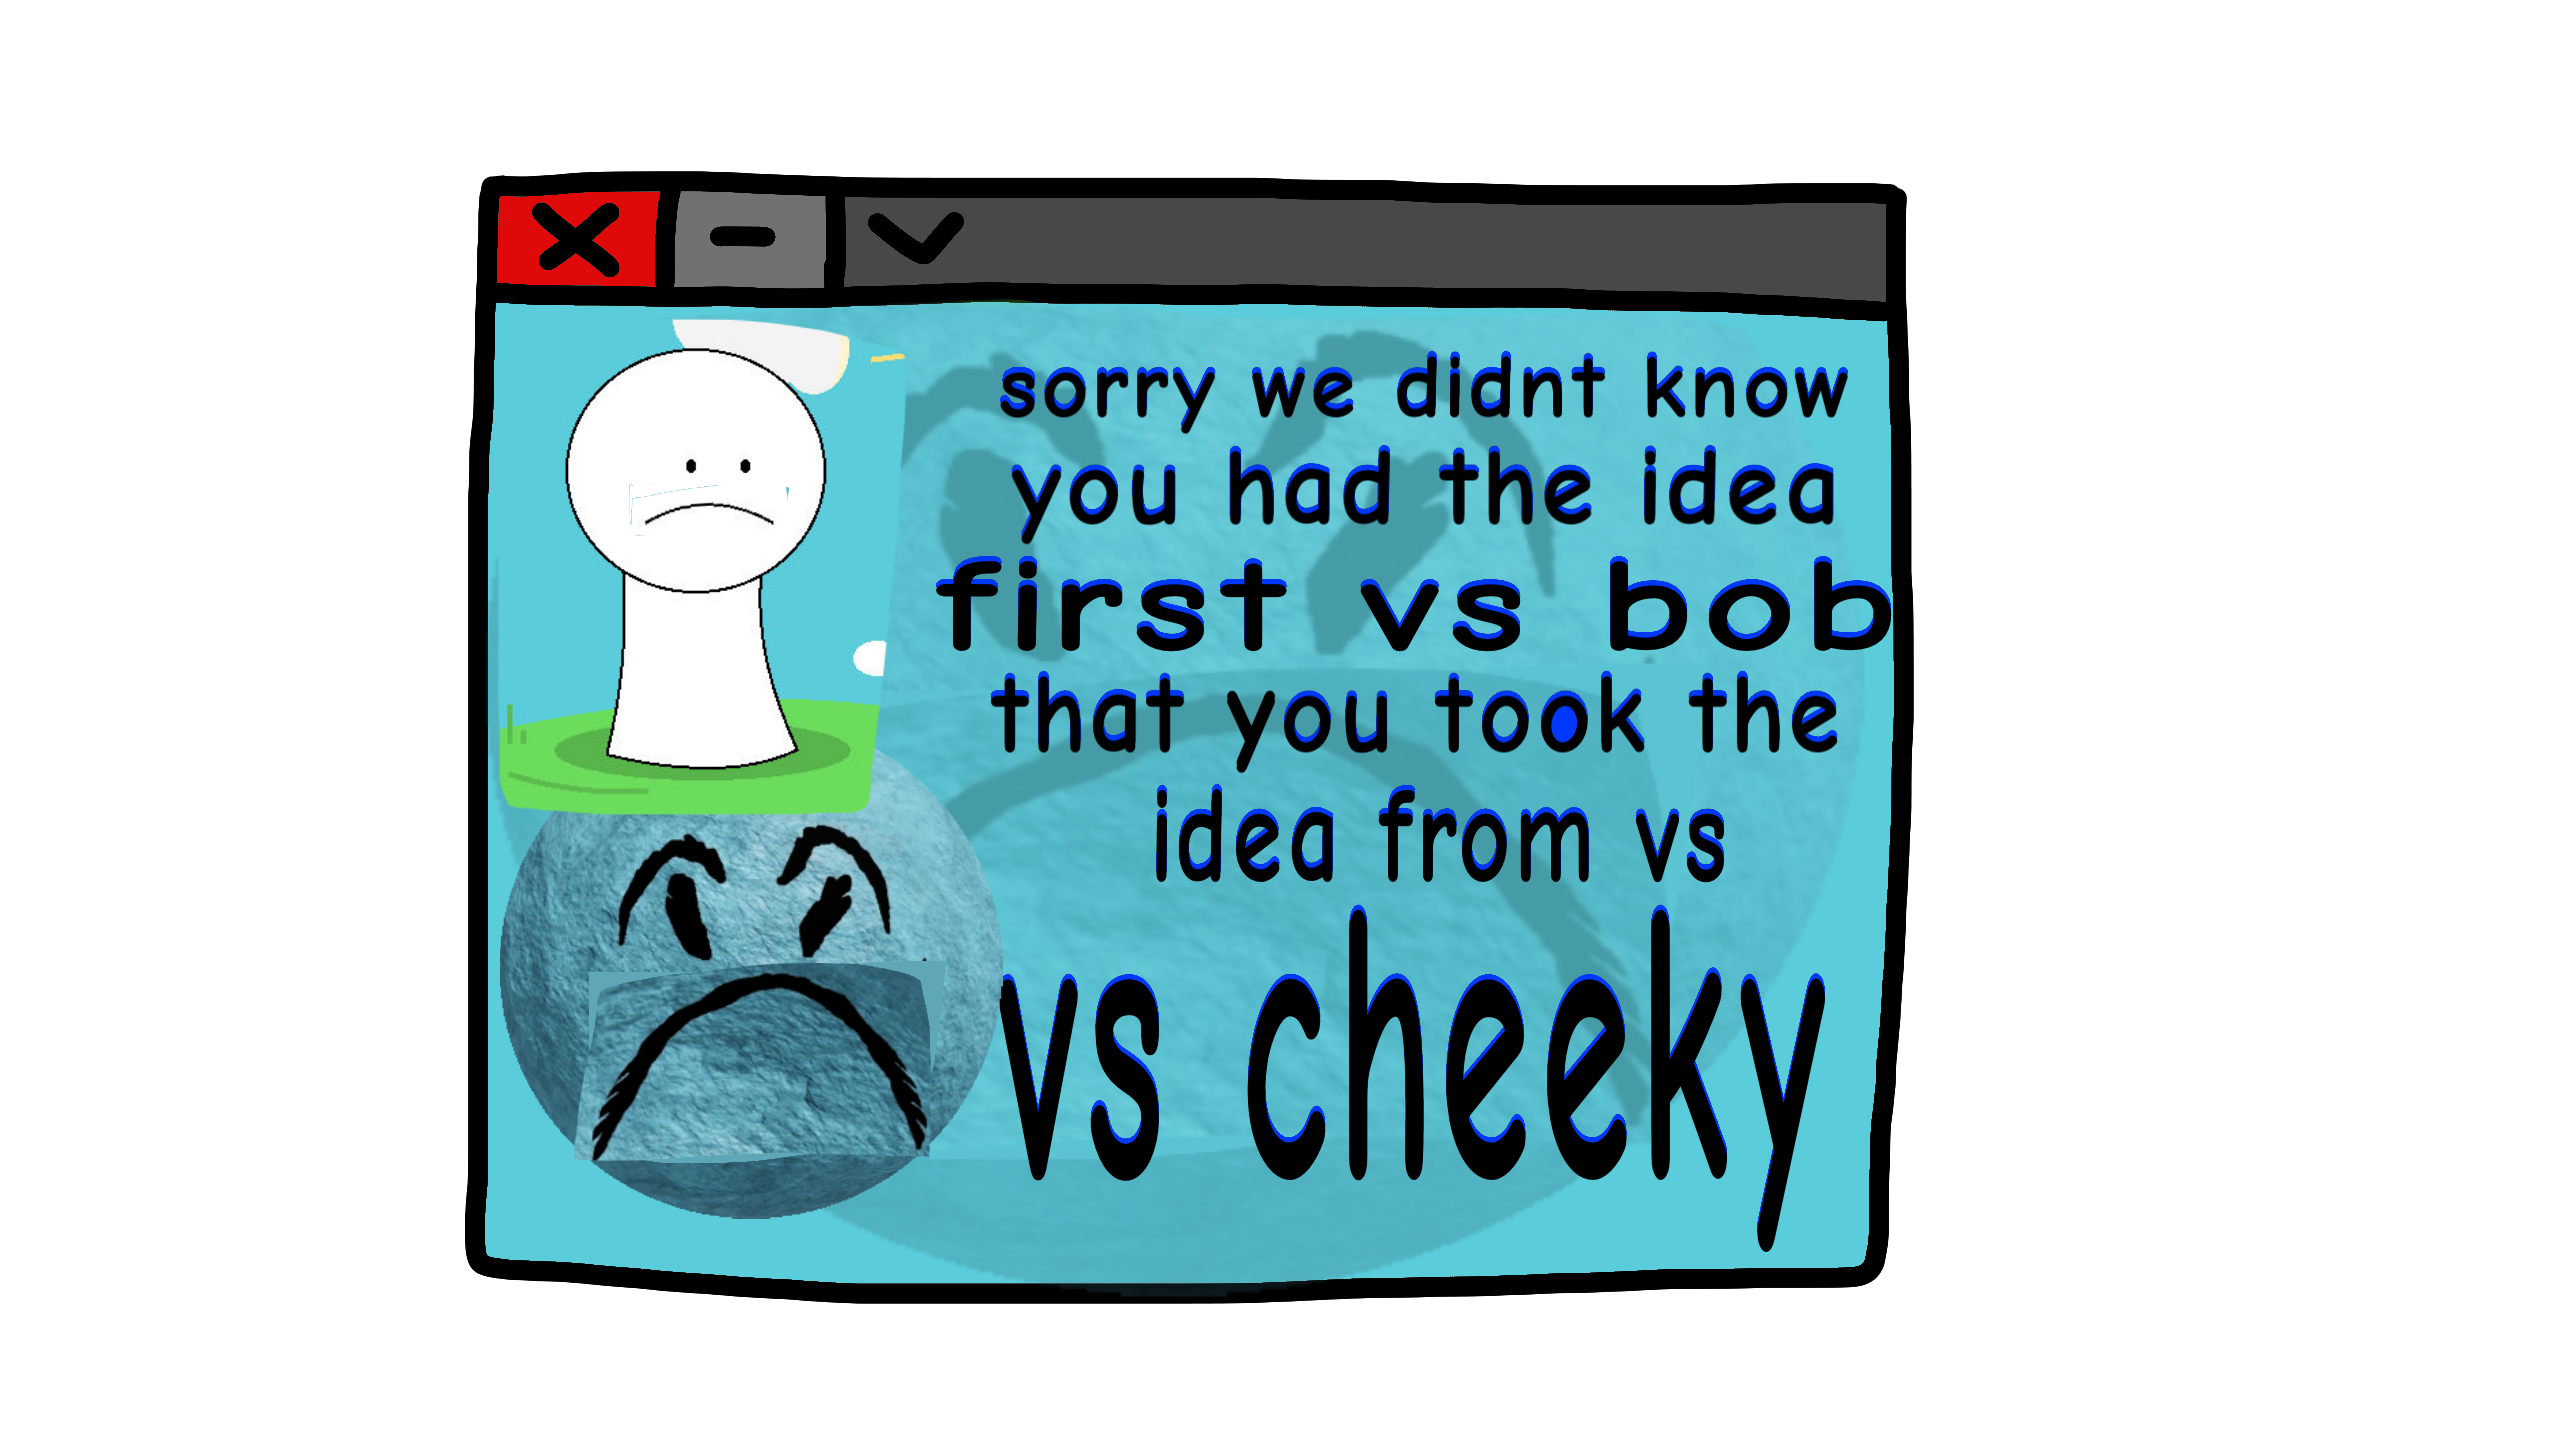 sorry we didnt know
you had the idea
first vs bob
that you took the
idea from vs
vs cheeky